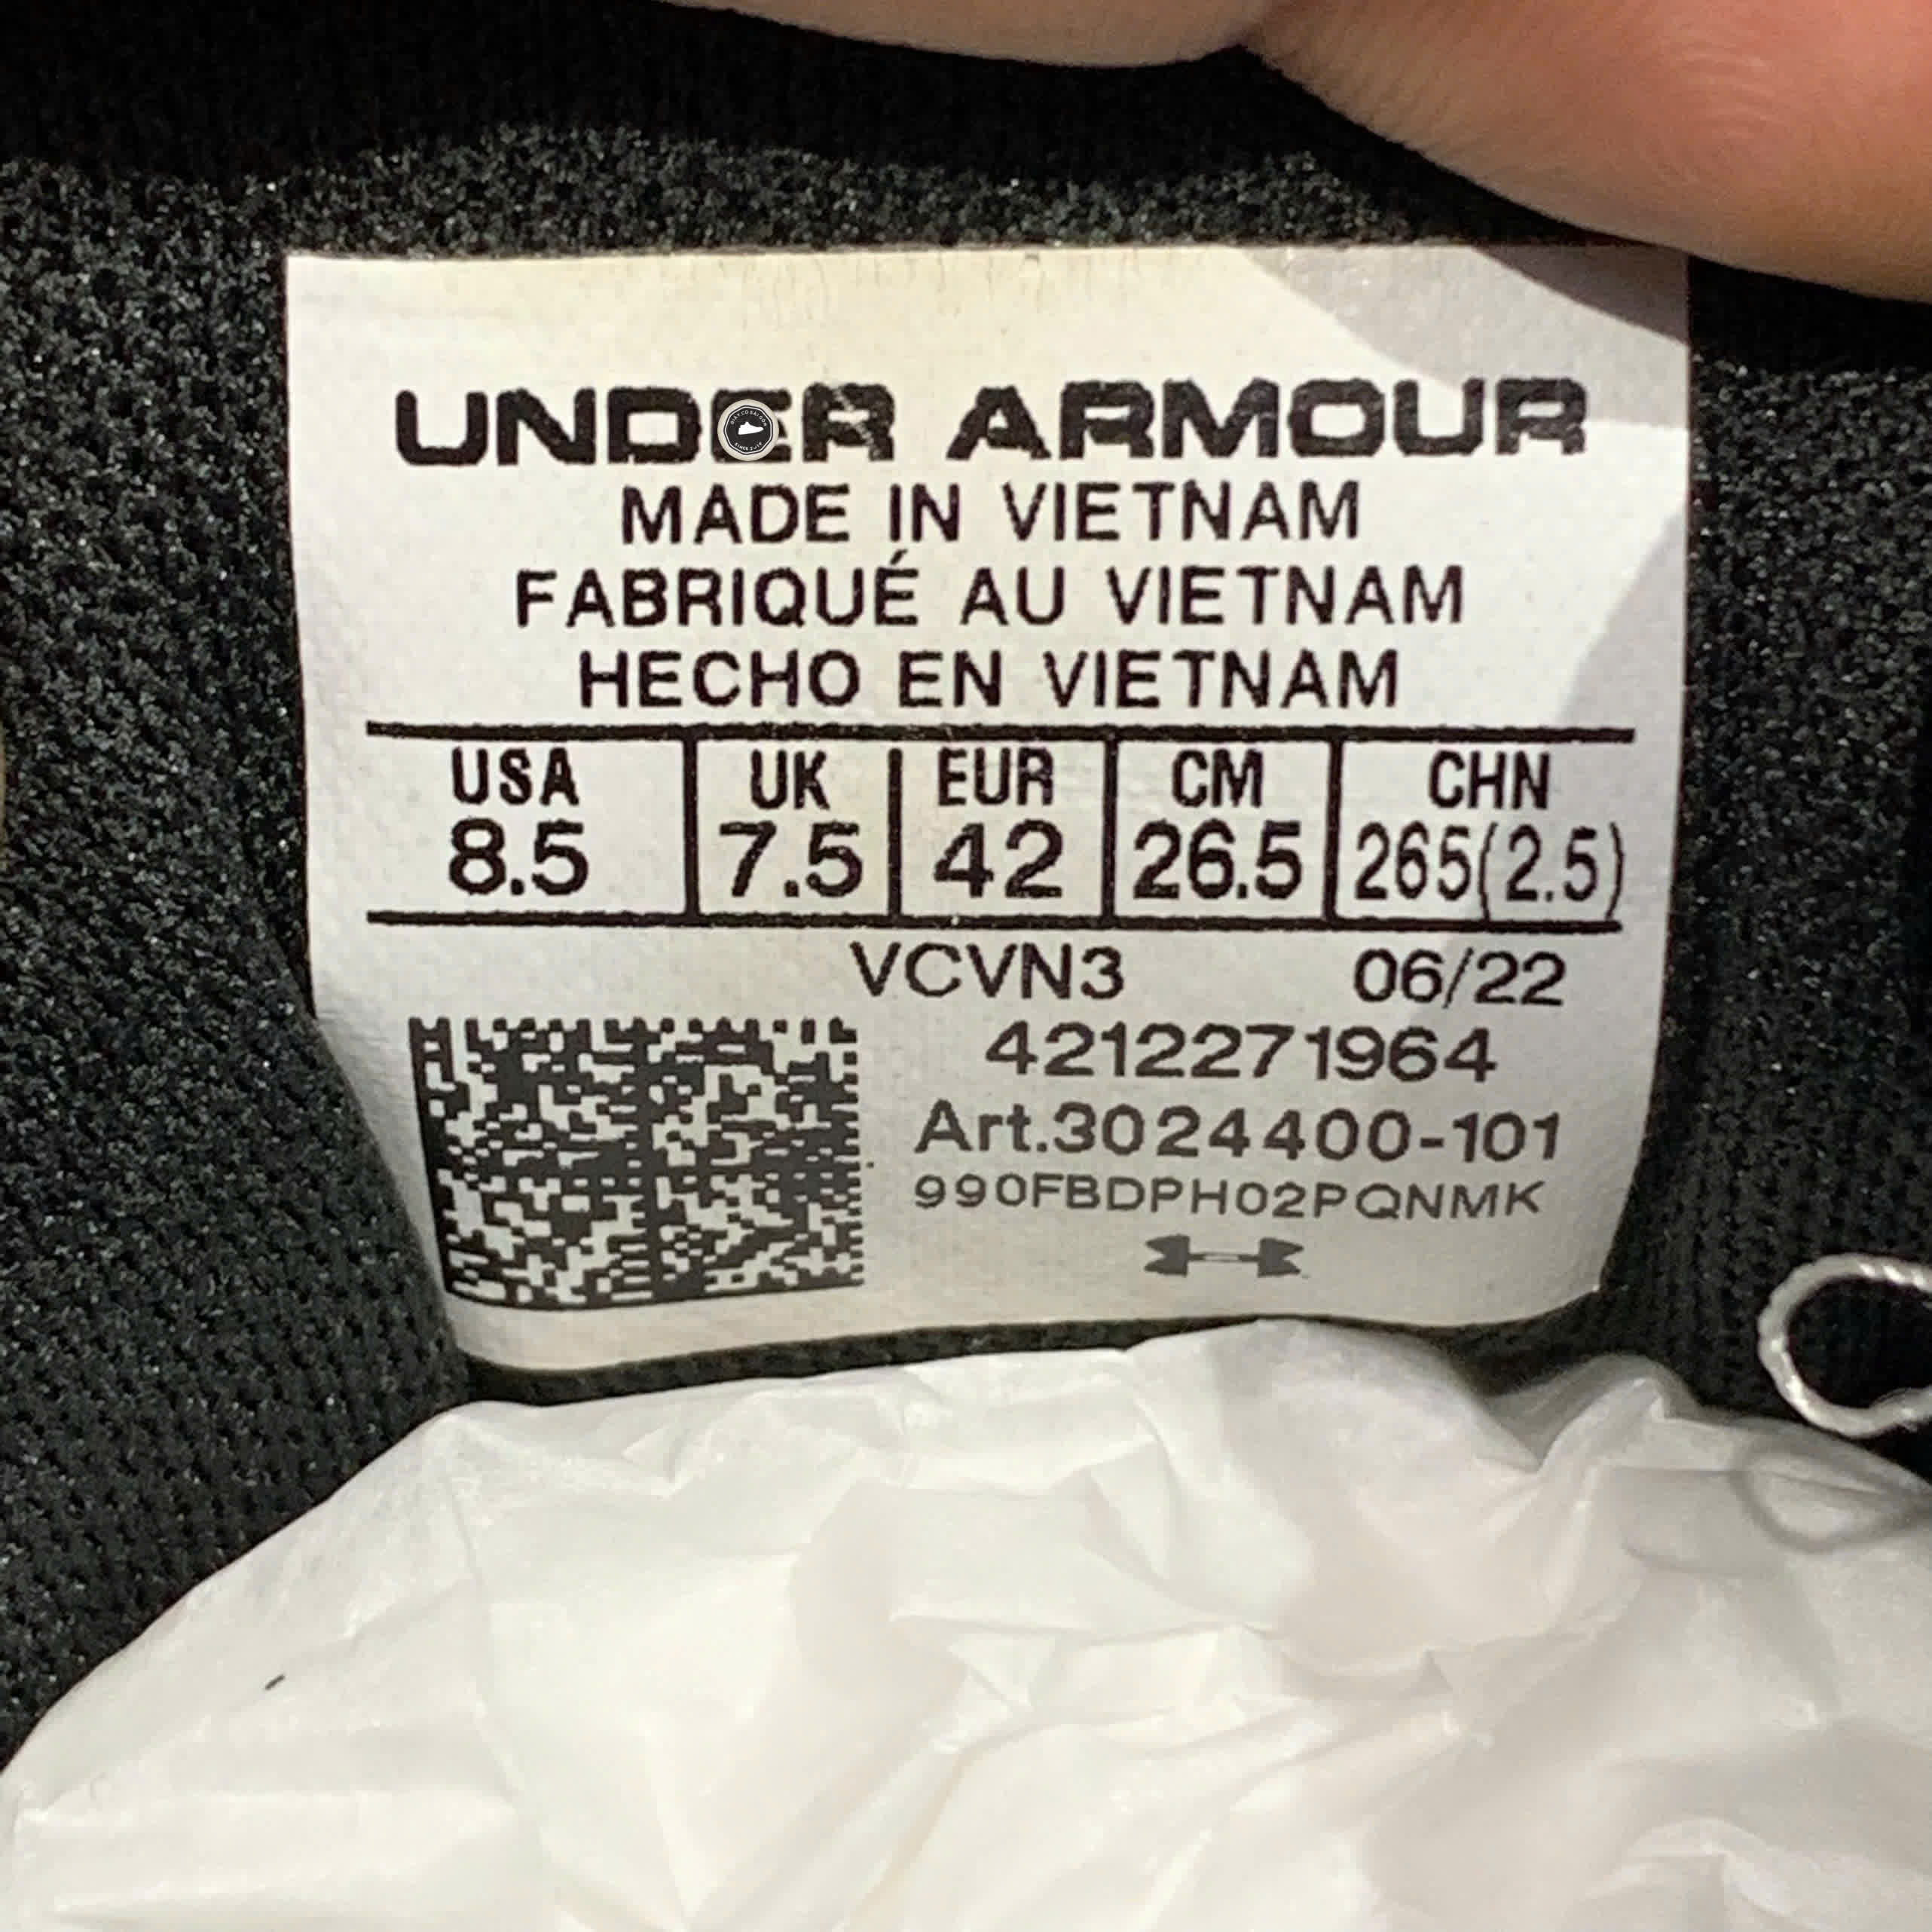 UNDER ARMOUR
MADE IN VIETNAM
FABRIQUÉ AU VIETNAM
HECHO EN VIETNAM
USA UK EUR CM CHN
8.5 7.5 42 26.5 265(2.5)
VCVN3 06/22
4212271964
Art.3024400-101
990FBDPH02PQNMK